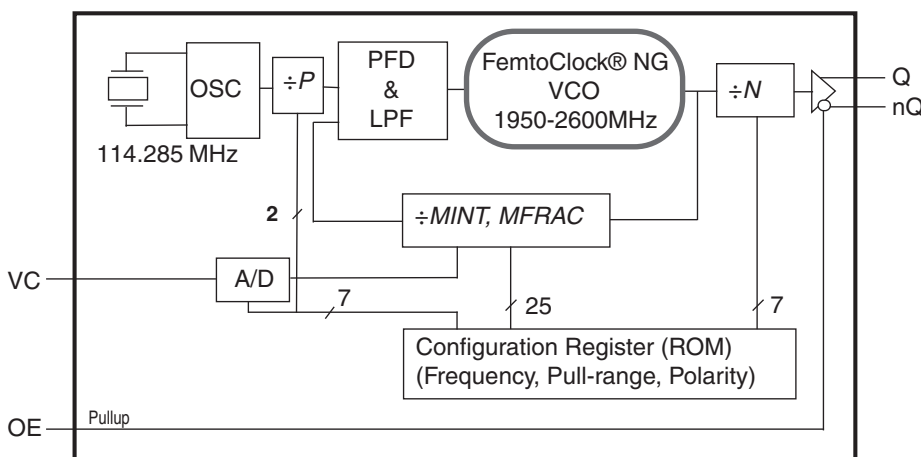 OSC
÷P
PFD
&
LPF
FemtoClock® NG
VCO
1950-2600MHz
÷N
Q
nQ
114.285 MHz
2
÷MINT, MFRAC
VC
A/D
7
25
7
Configuration Register (ROM)
(Frequency, Pull-range, Polarity)
OE
Pullup